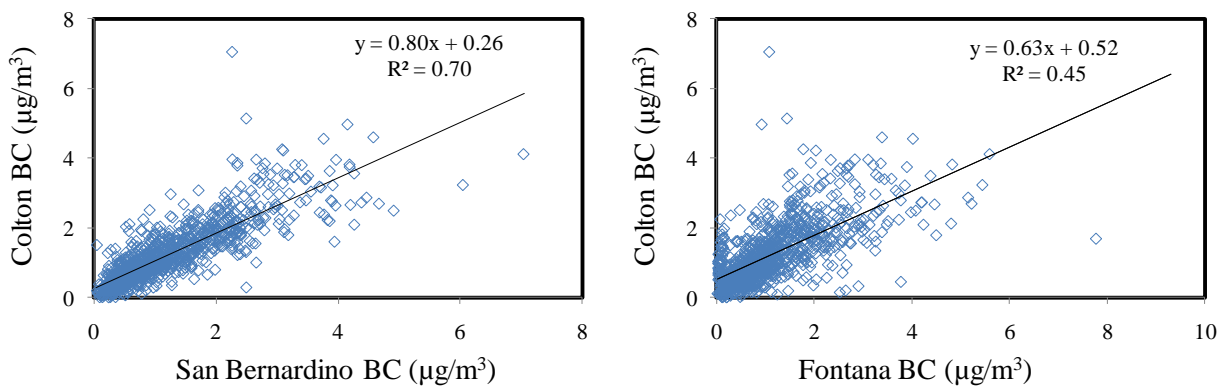 8
6
4
2
0
Colton BC (µg/m³)
y = 0.80x + 0.26
R² = 0.70
0 2 4 6 8
San Bernardino BC (µg/m³)
8
6
4
2
0
Colton BC (µg/m³)
y = 0.63x + 0.52
R² = 0.45
0 2 4 6 8 10
Fontana BC (µg/m³)